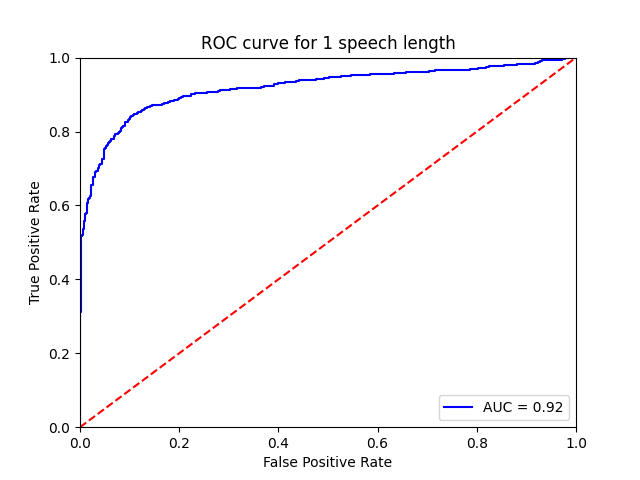 ROC curve for 1 speech length
True Positive Rate
1.0
0.8
0.6
0.4
0.2
0.0
AUC = 0.92
0.0 0.2 0.4 0.6 0.8 1.0
False Positive Rate